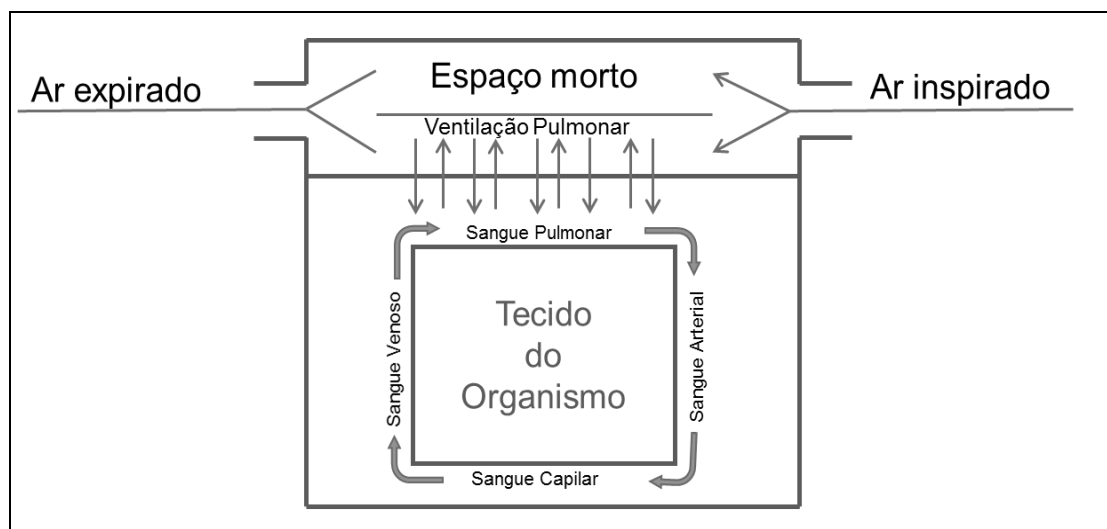 Espaço morto
Ar expirado
Ar inspirado
Ventilação Pulmonar
Sangue Pulmonar
Sangue Venoso
Tecido
do
Organismo
Sangue Arterial
Sangue Capilar